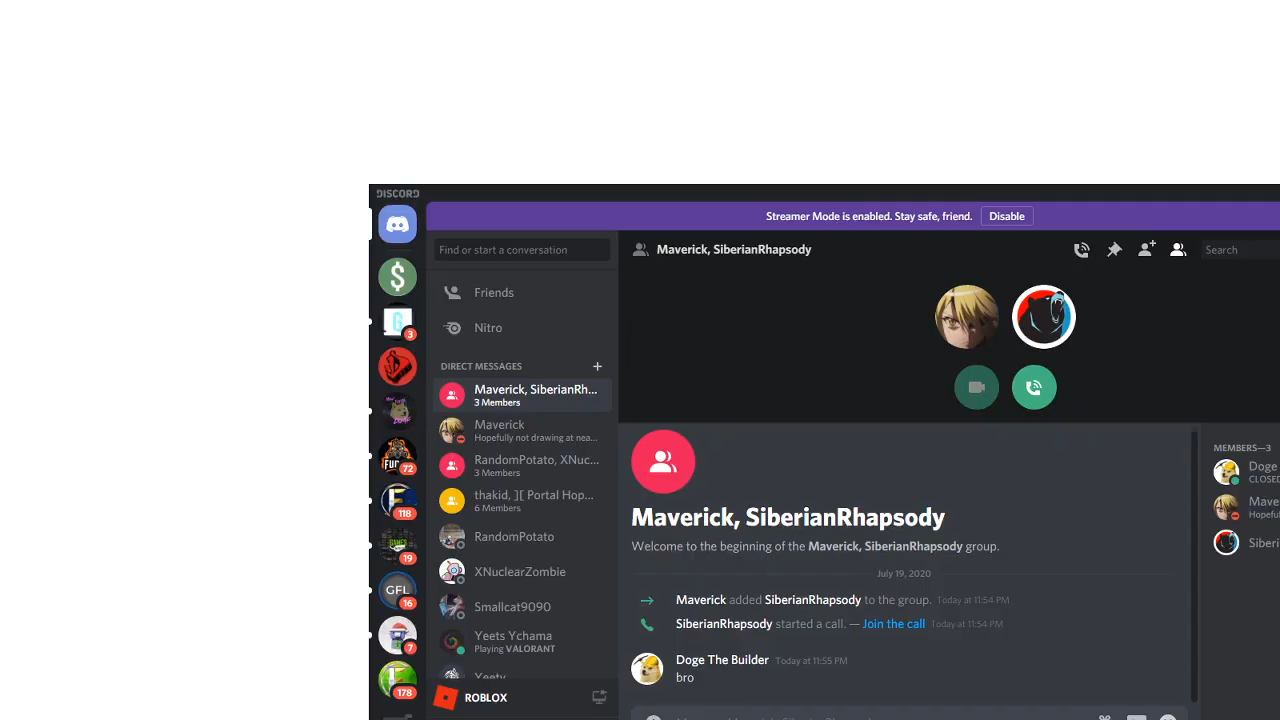 DISCORD
Streamer Mode is enabled. Stay safe, friend.
Disable
Find or start a conversation
Friends
Nitro
DIRECT MESSAGES
Maverick, SiberianRh...
3 Members
Maverick
Hopefully not drawing at nea...
RandomPotato, XNuc...
3 Members
thakid, ][ Portal Hop...
6 Members
RandomPotato
XNuclearZombie
Smallcat9090
Yeets Ychama
Playing VALORANT
Yeety
ROBLOX
3
72
118
19
GFL
16
7
178
Maverick, SiberianRhapsody
Search
Maverick, SiberianRhapsody
Welcome to the beginning of the Maverick, SiberianRhapsody group.
July 19, 2020
Maverick added SiberianRhapsody to the group. Today at 11:54 PM
SiberianRhapsody started a call. — Join the call Today at 11:54 PM
Doge The Builder Today at 11:55 PM
bro
MEMBERS—3
Doge
CLOSED
Mave
Hopeful
Siberi